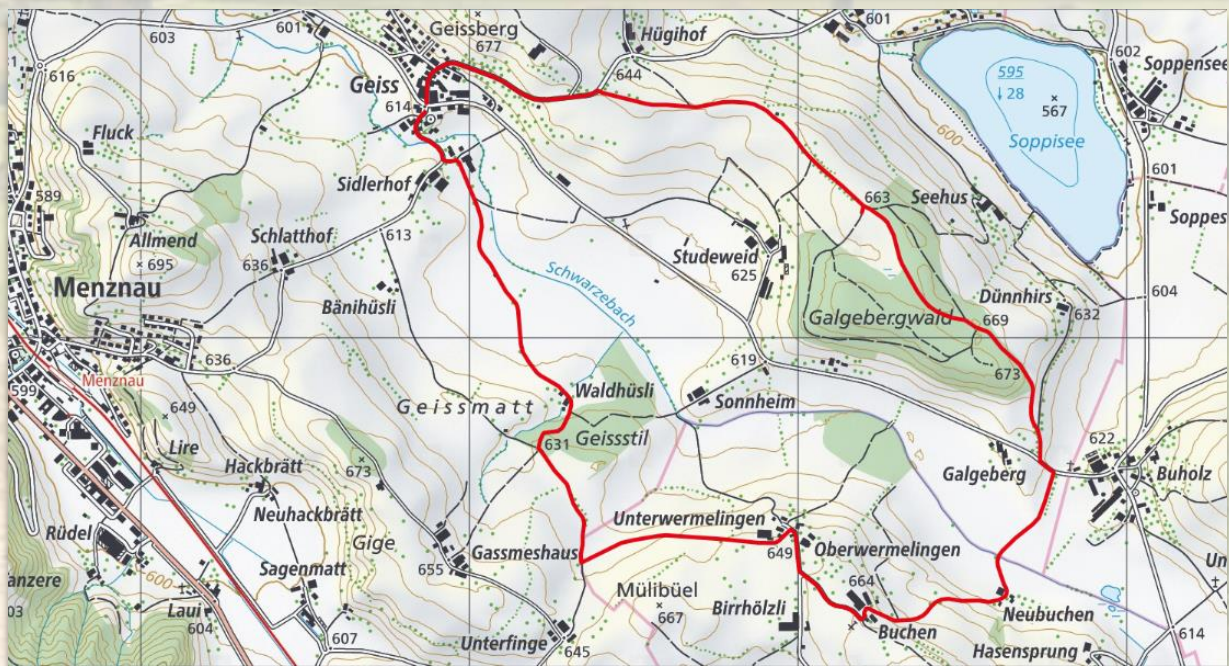 603
601
Geissberg
677
Hügihof
601
644
602
Soppensee
595
↓ 28
567
Soppisee
616
Geiss
614
600
Fluck
589
Sidlerhof
663
Seehus
601
Allmend
695
Schlatthof
636
613
Studeweid
625
Menznau
Bänihüsli
Schwarzebach
Dünnhirs
632
604
Galgebergwald
669
636
619
673
599
Menznau
649
Geissmatt
Waldhüsli
Sonnheim
Lire
631
Geissstil
622
673
Galgeberg
Buholz
Hackbrätt
Neuhackbrätt
Rüdel
Gige
Gassmeshaus
Unterwermelingen
649
Oberwermelingen
655
600
Sagenmatt
664
Mülibüel
667
Birrhölzli
Neubuchen
Laui
604
607
Unterfinge
645
Buchen
Hasensprung
614